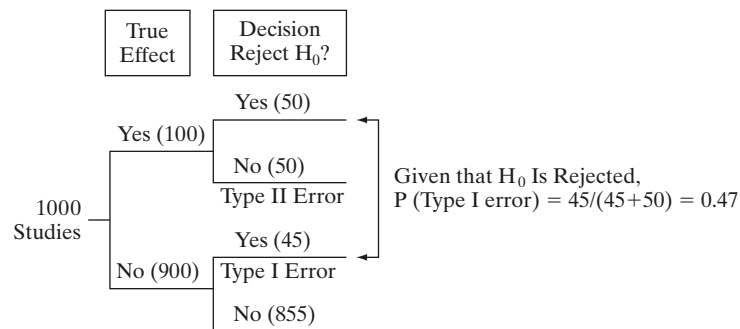 True
Effect
Decision
Reject H₀?
Yes (50)
Yes (100)
No (50)
Type II Error
1000
Studies
Yes (45)
No (900)
Type I Error
No (855)
Given that H₀ Is Rejected,
P (Type I error) = 45/(45+50) = 0.47